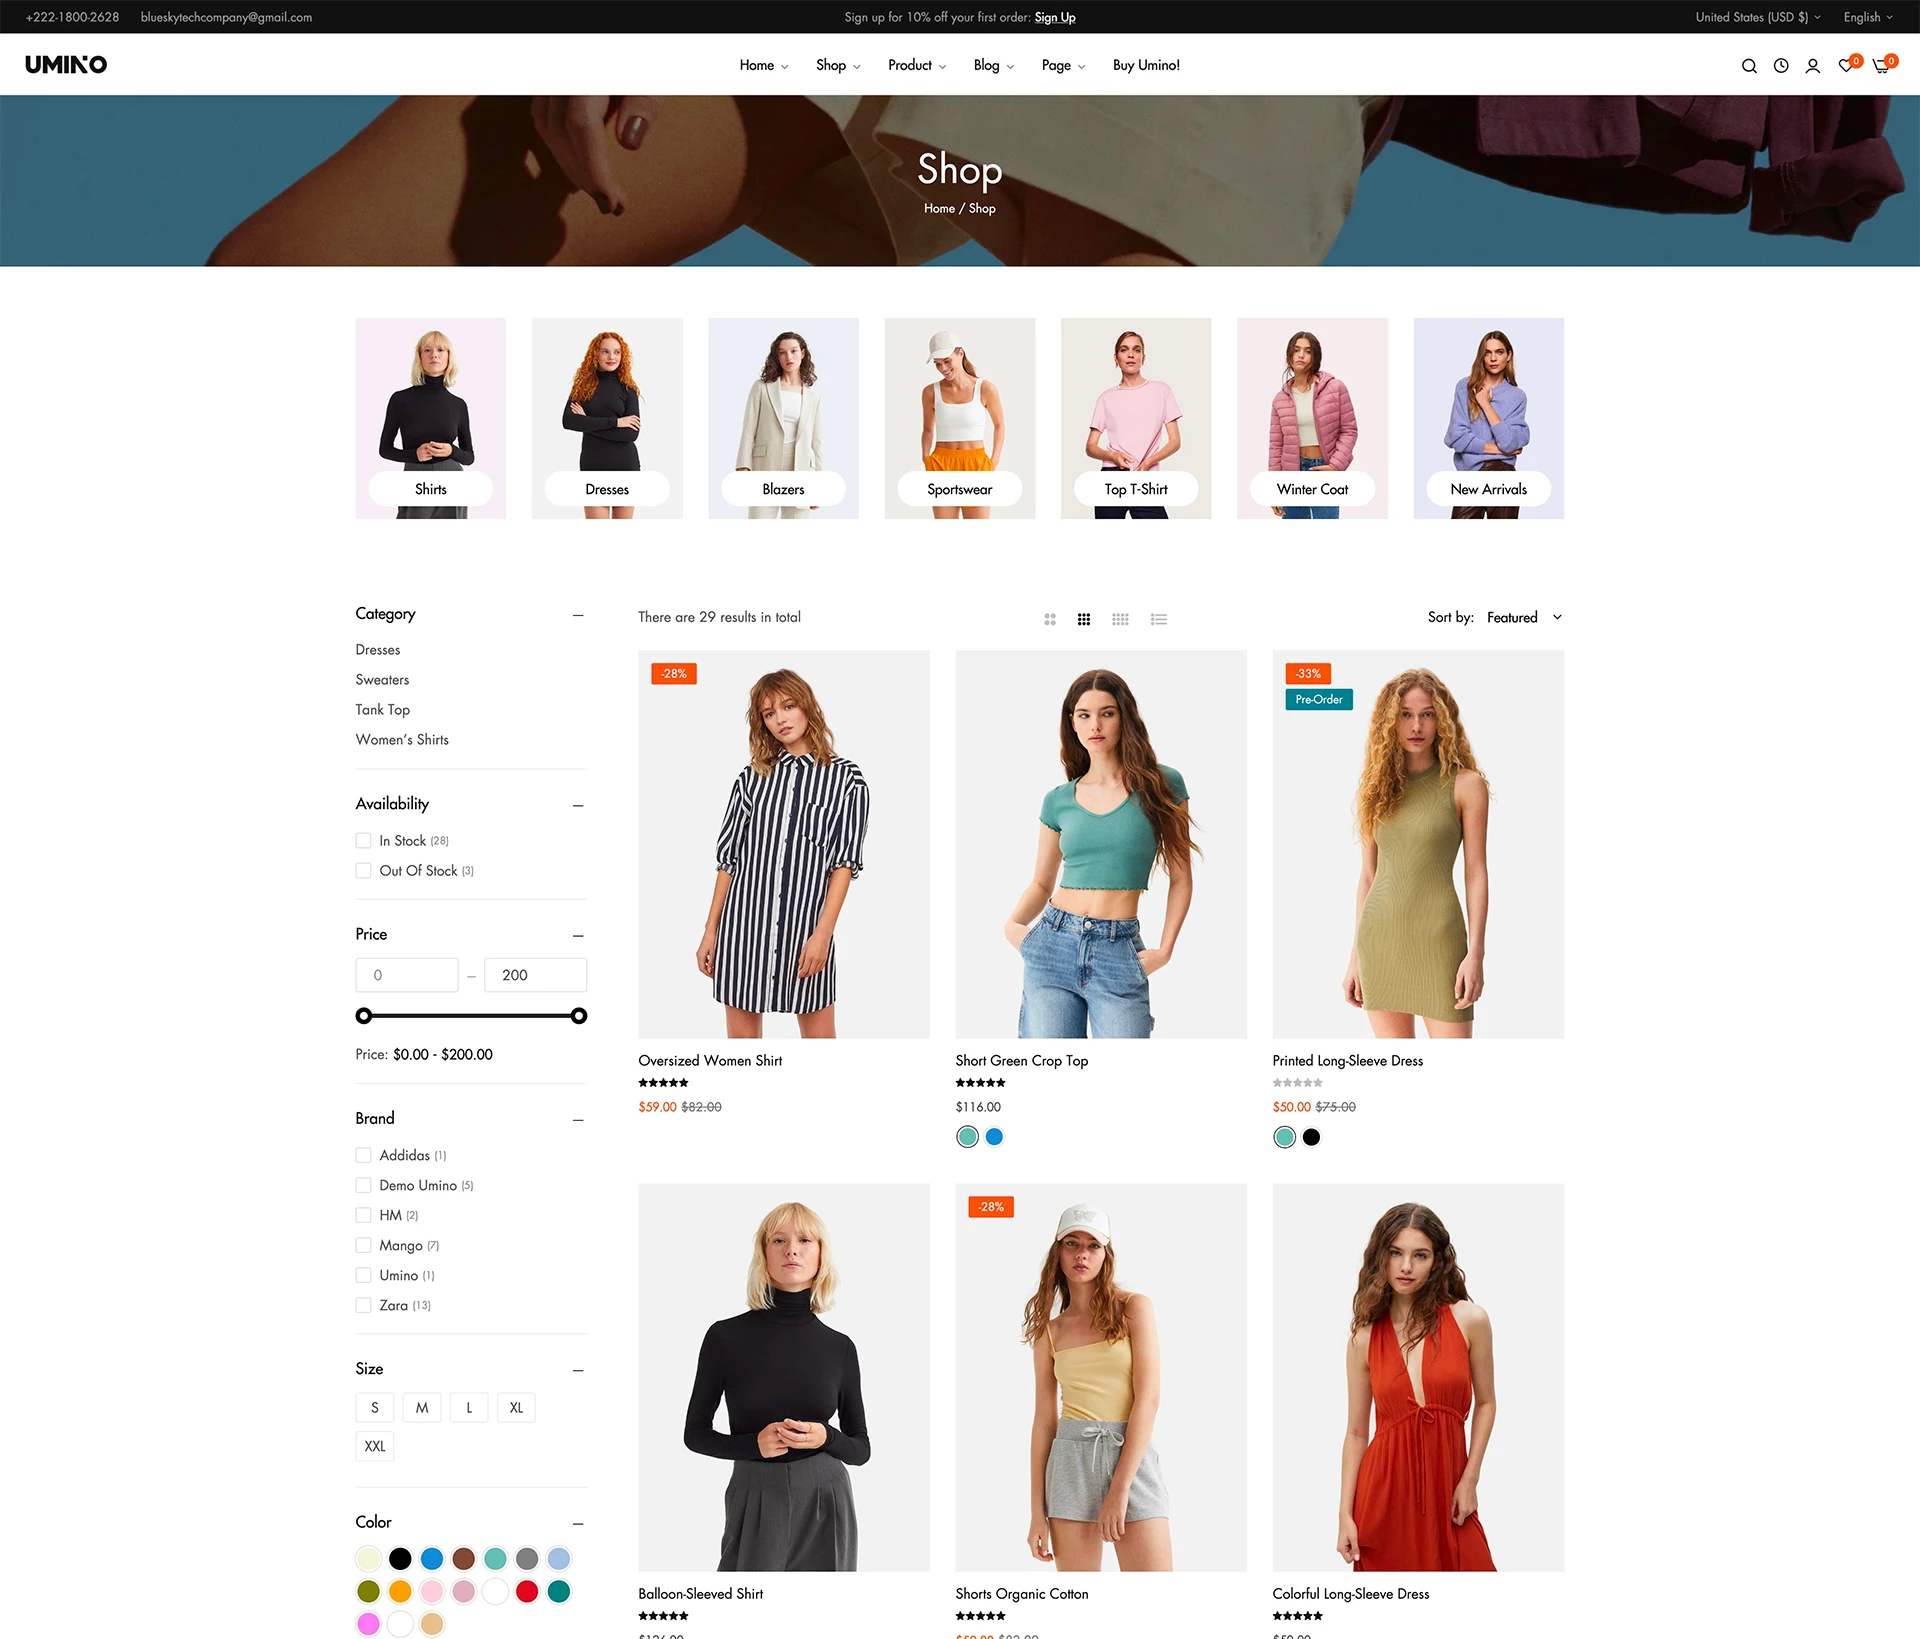 +222-1800-2628 blueskytechcompany@gmail.com Sign up for 10% off your first order: Sign Up United States (USD $) English
UMINO Home Shop Product Blog Page Buy Umino! 0 0
Shop
Home / Shop
Shirts Dresses Blazers Sportswear Top T-Shirt Winter Coat New Arrivals
Category
Dresses
Sweaters
Tank Top
Women's Shirts
Availability
In Stock (28)
Out Of Stock (3)
Price
0 – 200
Price: $0.00 - $200.00
Brand
Addidas (1)
Demo Umino (5)
HM (2)
Mango (7)
Umino (1)
Zara (13)
Size
S M L XL
XXL
Color
There are 29 results in total Sort by: Featured
-28% -33%
Pre-Order
Oversized Women Shirt Short Green Crop Top Printed Long-Sleeve Dress
$59.00 $82.00 $116.00 $50.00 $75.00
-28%
Balloon-Sleeved Shirt Shorts Organic Cotton Colorful Long-Sleeve Dress